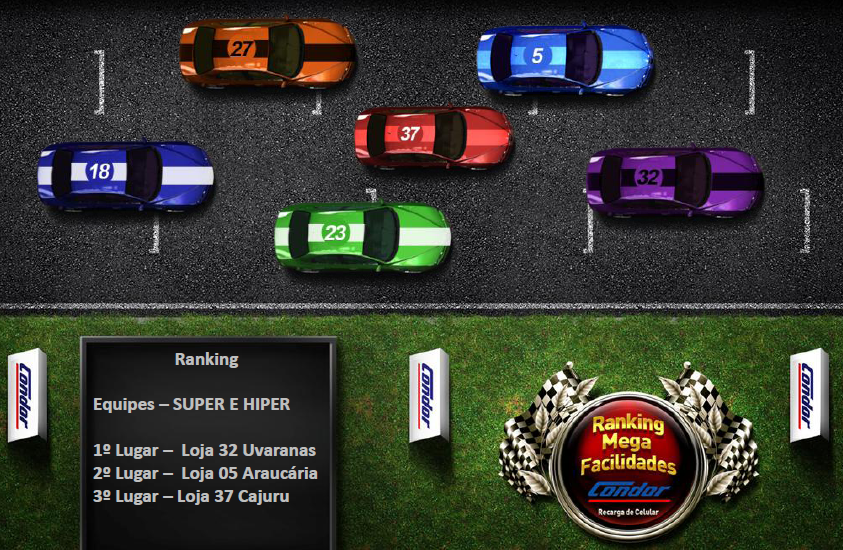 27
5
37
18
32
23
Ranking
Equipes – SUPER E HIPER
1º Lugar – Loja 32 Uvaranas
2º Lugar – Loja 05 Araucária
3º Lugar – Loja 37 Cajuru
Condor
Condor
Condor
Ranking
Mega
Facilidades
Condor
Recarga de Celular